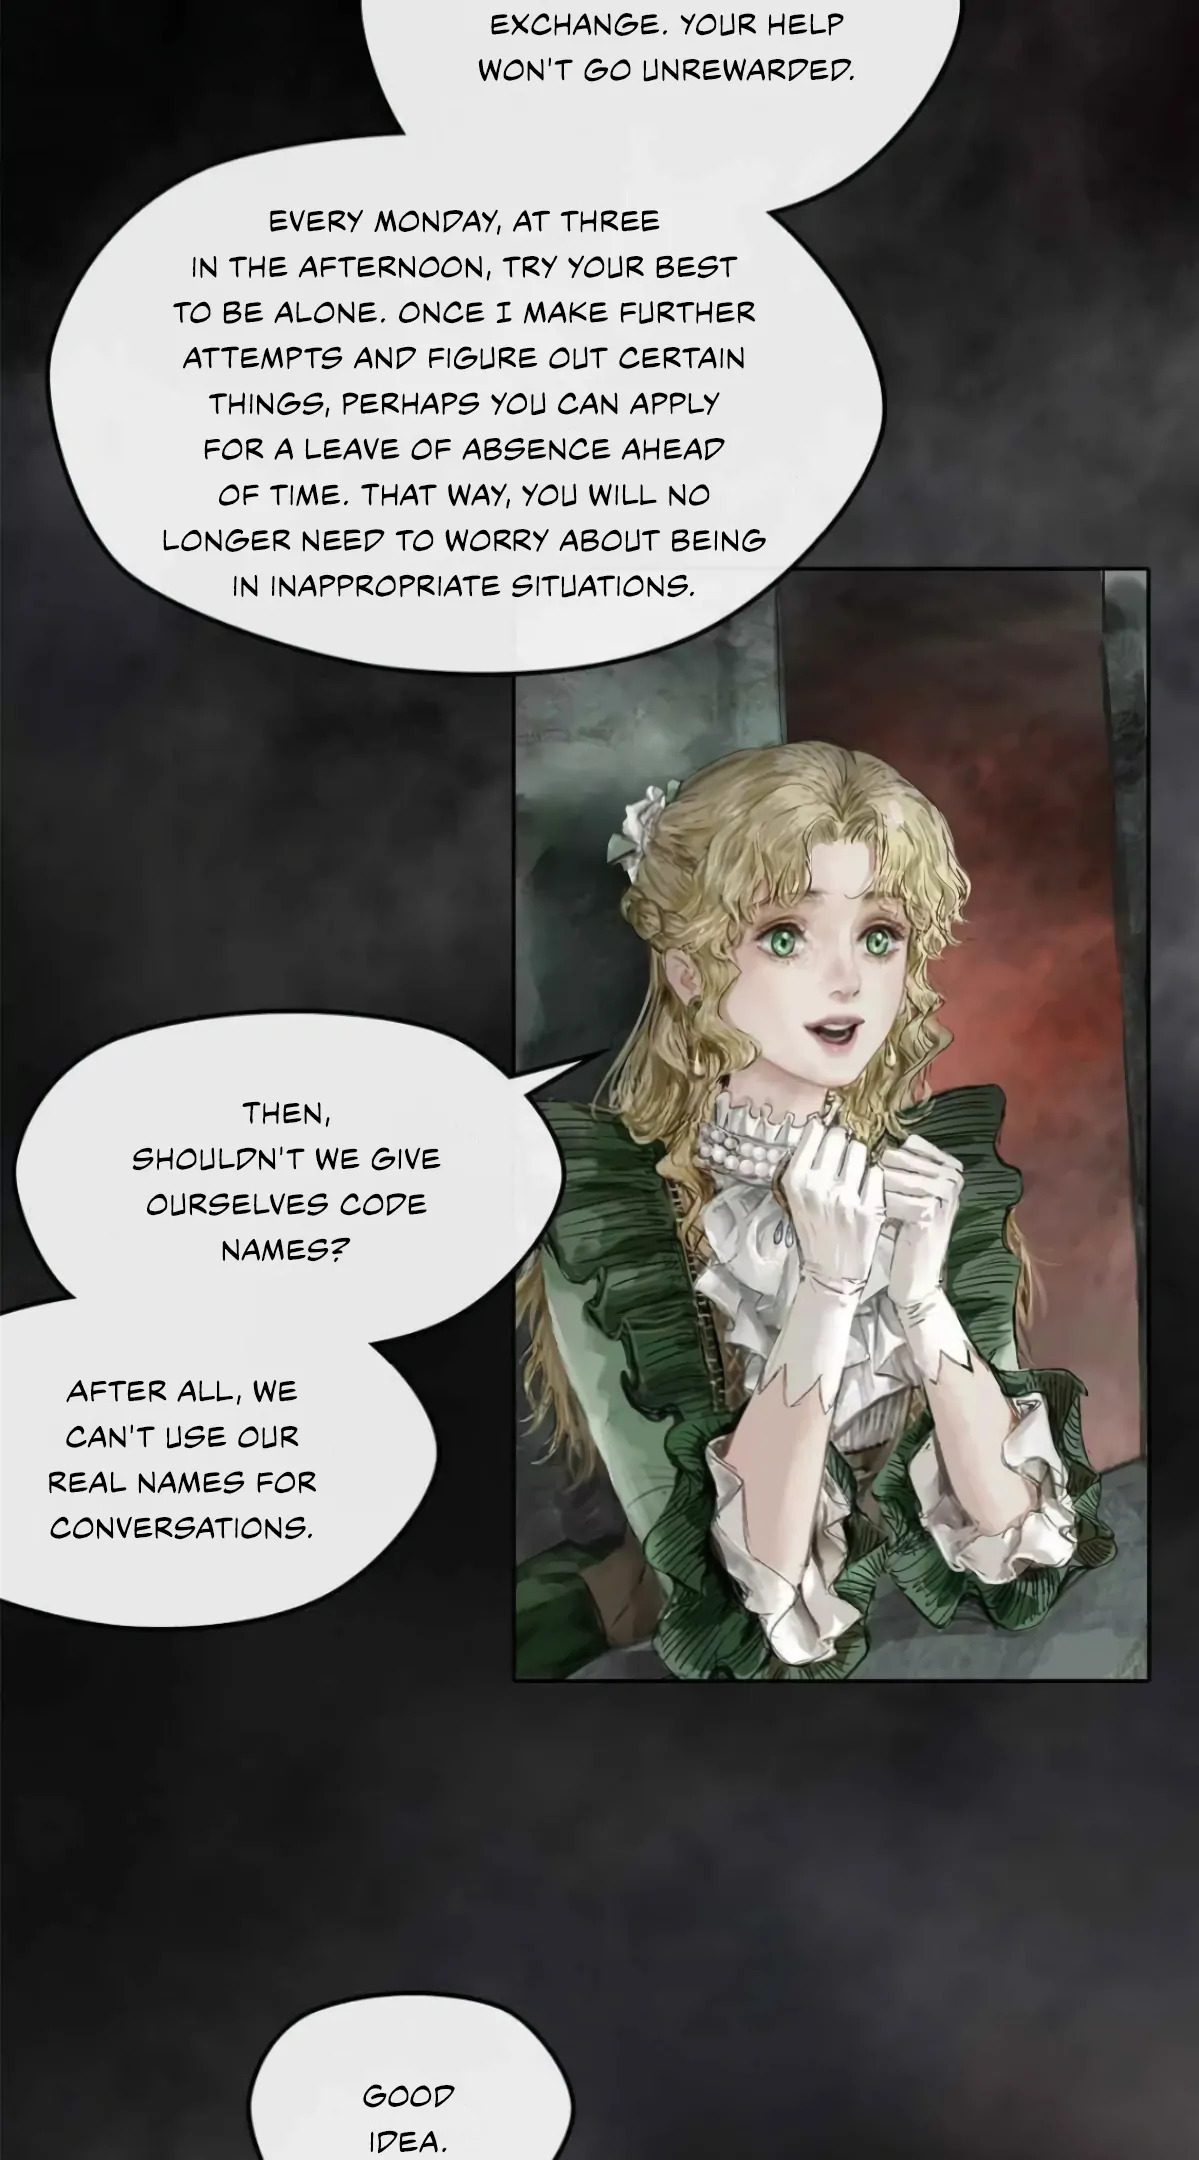 EXCHANGE. YOUR HELP
WON'T GO UNREWARDED.
EVERY MONDAY, AT THREE
IN THE AFTERNOON, TRY YOUR BEST
TO BE ALONE. ONCE I MAKE FURTHER
ATTEMPTS AND FIGURE OUT CERTAIN
THINGS, PERHAPS YOU CAN APPLY
FOR A LEAVE OF ABSENCE AHEAD
OF TIME. THAT WAY, YOU WILL NO
LONGER NEED TO WORRY ABOUT BEING
IN INAPPROPRIATE SITUATIONS.
THEN,
SHOULDN'T WE GIVE
OURSELVES CODE
NAMES?
AFTER ALL, WE
CAN'T USE OUR
REAL NAMES FOR
CONVERSATIONS.
GOOD
IDEA.